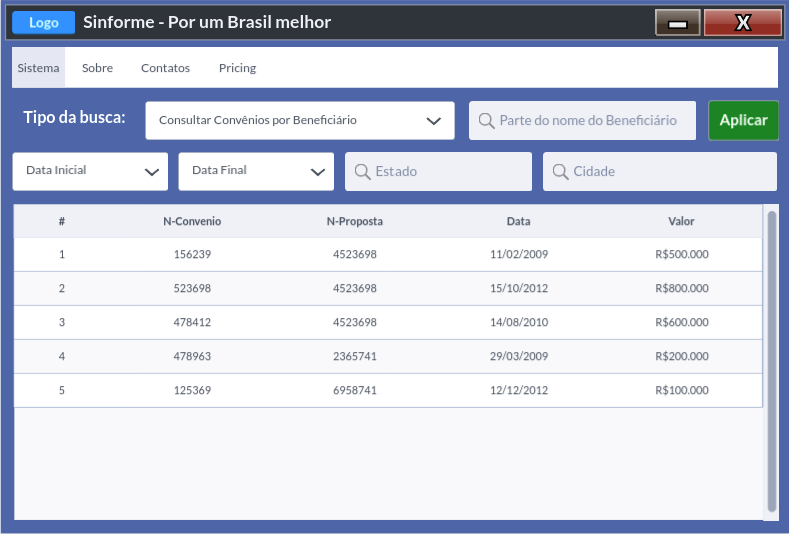 Logo Sinforme - Por um Brasil melhor X
Sistema Sobre Contatos Pricing
Tipo da busca: Consultar Convênios por Beneficiário Parte do nome do Beneficiário Aplicar
Data Inicial Data Final Estado Cidade
# N-Convenio N-Proposta Data Valor
1 156239 4523698 11/02/2009 R$500.000
2 523698 4523698 15/10/2012 R$800.000
3 478412 4523698 14/08/2010 R$600.000
4 478963 2365741 29/03/2009 R$200.000
5 125369 6958741 12/12/2012 R$100.000